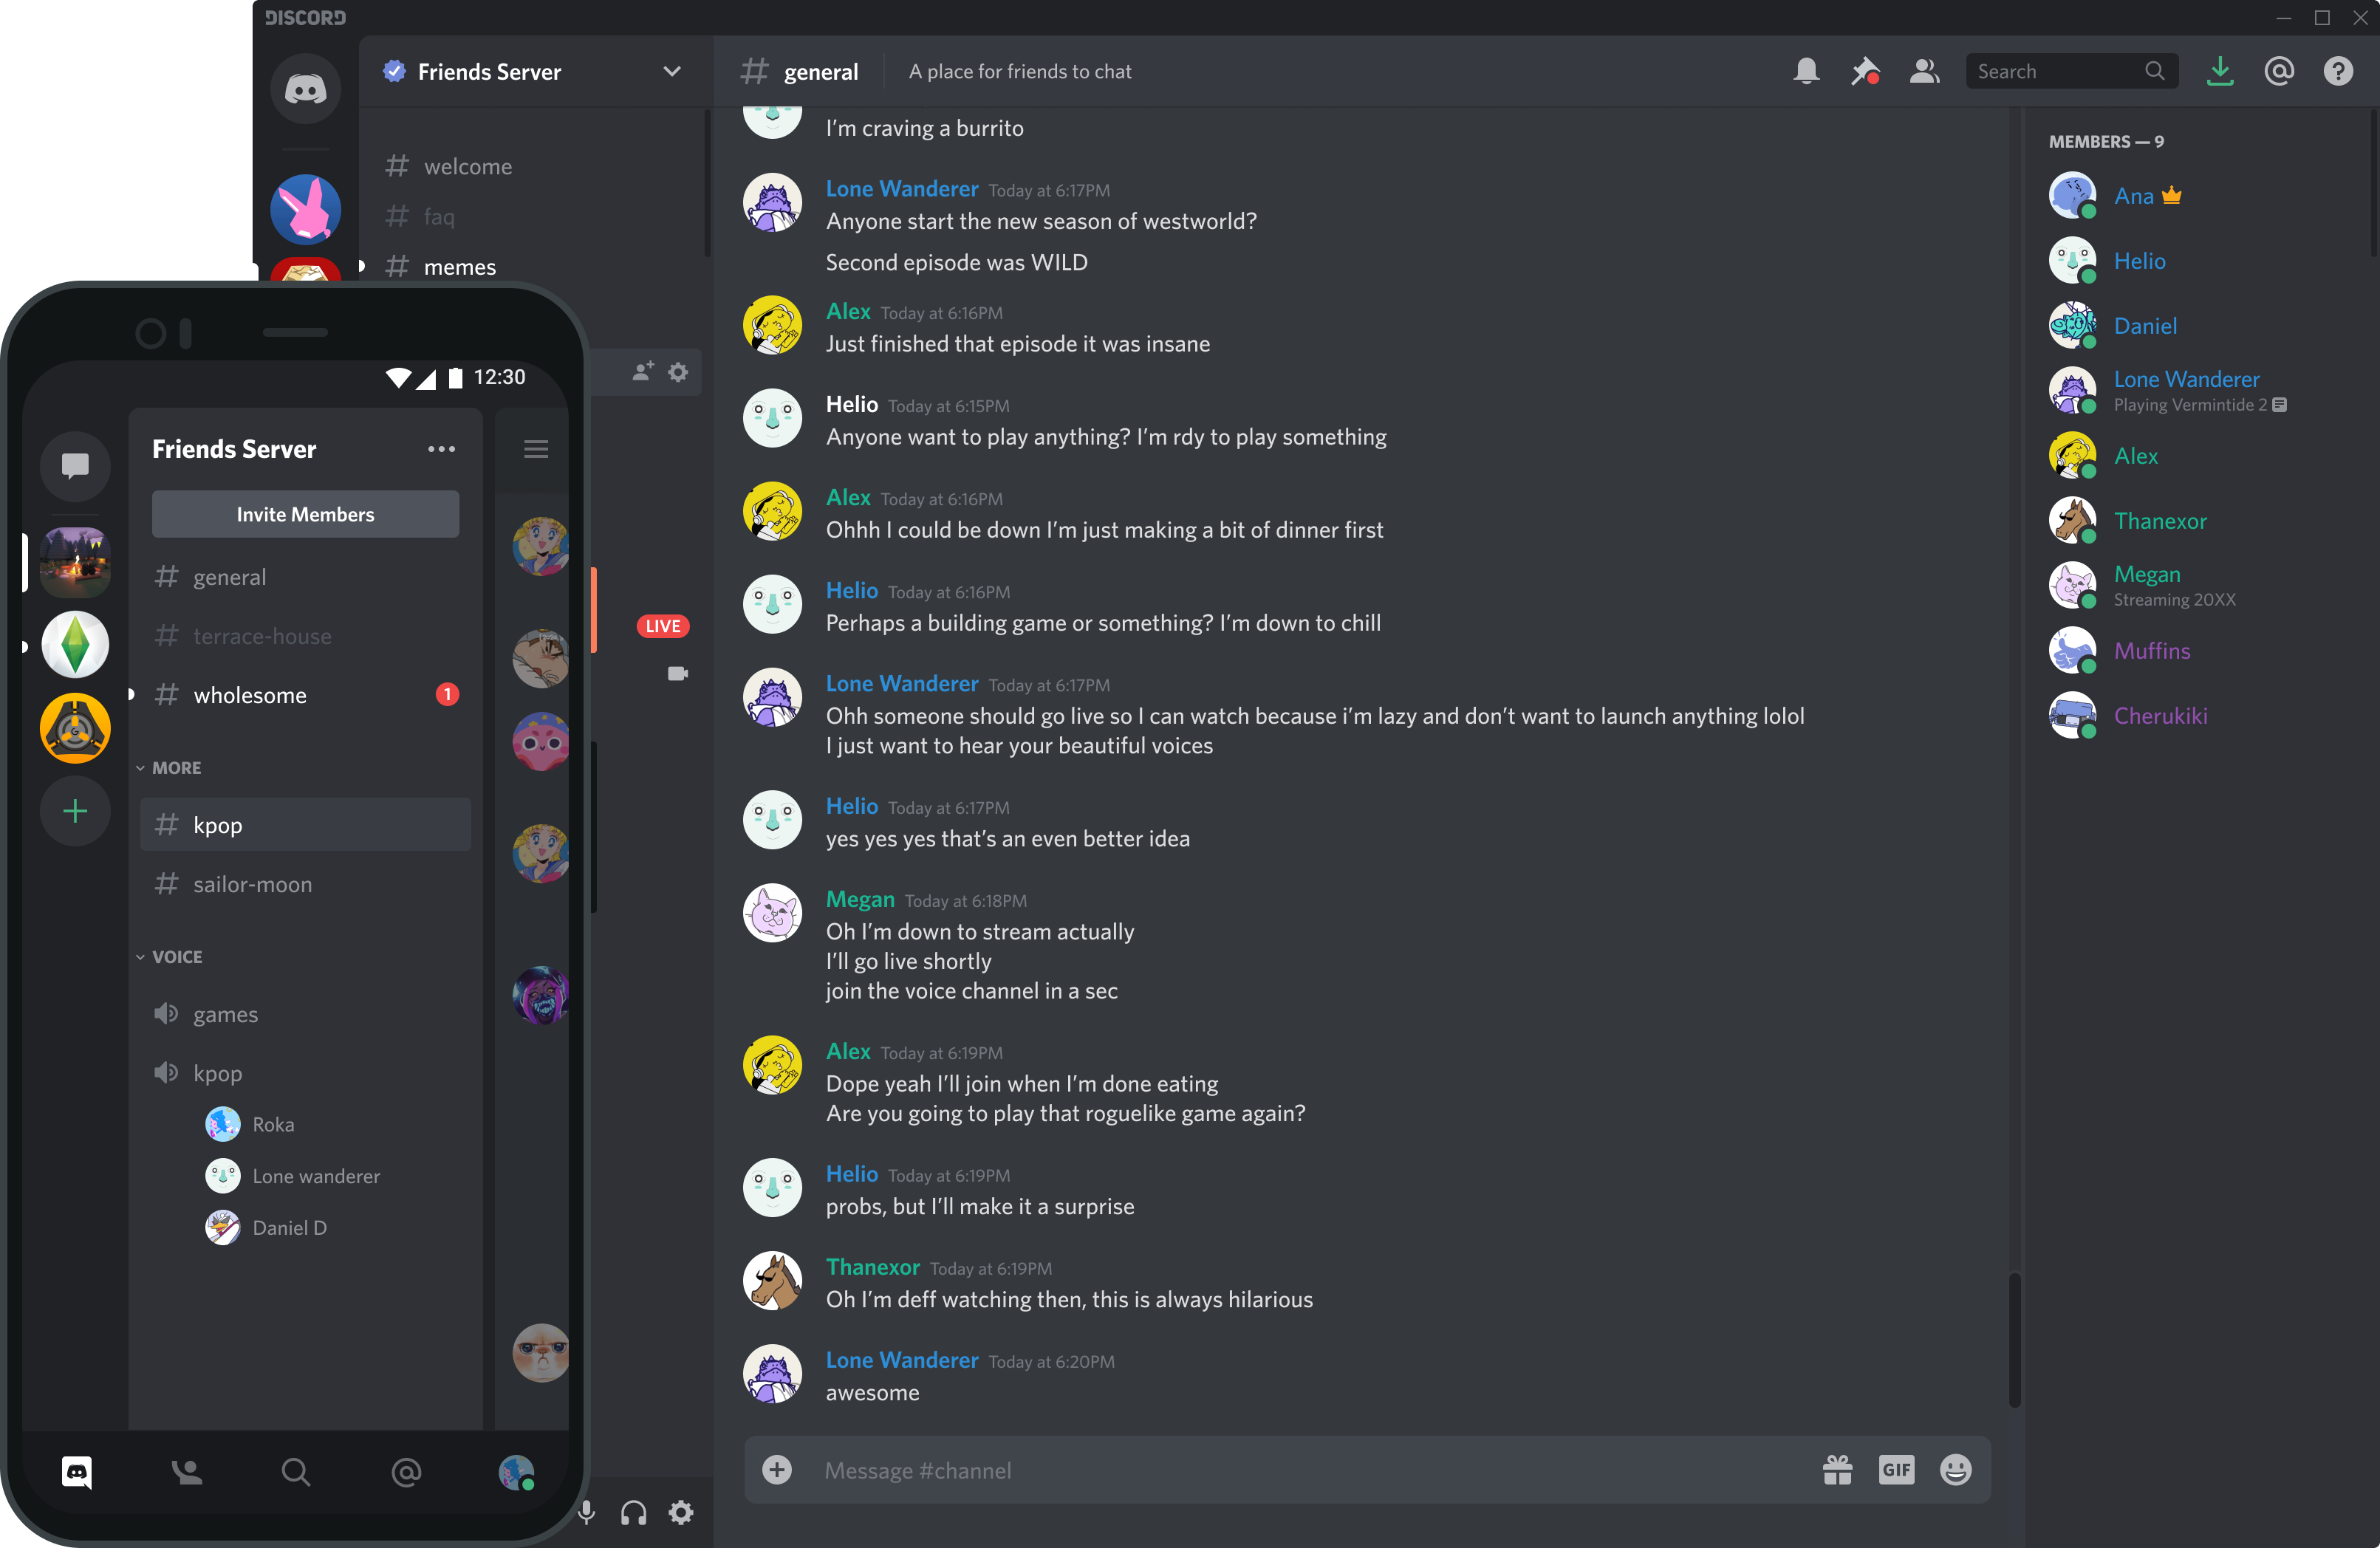 DISCORD
Friends Server
general
A place for friends to chat
Search
welcome
faq
memes
LIVE
I’m craving a burrito
Lone Wanderer Today at 6:17PM
Anyone start the new season of westworld?
Second episode was WILD
Alex Today at 6:16PM
Just finished that episode it was insane
Helio Today at 6:15PM
Anyone want to play anything? I’m rdy to play something
Alex Today at 6:16PM
Ohhh I could be down I’m just making a bit of dinner first
Helio Today at 6:16PM
Perhaps a building game or something? I’m down to chill
Lone Wanderer Today at 6:17PM
Ohh someone should go live so I can watch because i’m lazy and don’t want to launch anything lolol
I just want to hear your beautiful voices
Helio Today at 6:17PM
yes yes yes that’s an even better idea
Megan Today at 6:18PM
Oh I’m down to stream actually
I’ll go live shortly
join the voice channel in a sec
Alex Today at 6:19PM
Dope yeah I’ll join when I’m done eating
Are you going to play that roguelike game again?
Helio Today at 6:19PM
probs, but I’ll make it a surprise
Thanexor Today at 6:19PM
Oh I’m deff watching then, this is always hilarious
Lone Wanderer Today at 6:20PM
awesome
Message #channel
GIF
MEMBERS — 9
Ana
Helio
Daniel
Lone Wanderer
Playing Vermintide 2
Alex
Thanexor
Megan
Streaming 20XX
Muffins
Cherukiki
12:30
Friends Server
Invite Members
general
terrace-house
wholesome 1
MORE
kpop
sailor-moon
VOICE
games
kpop
Roka
Lone wanderer
Daniel D